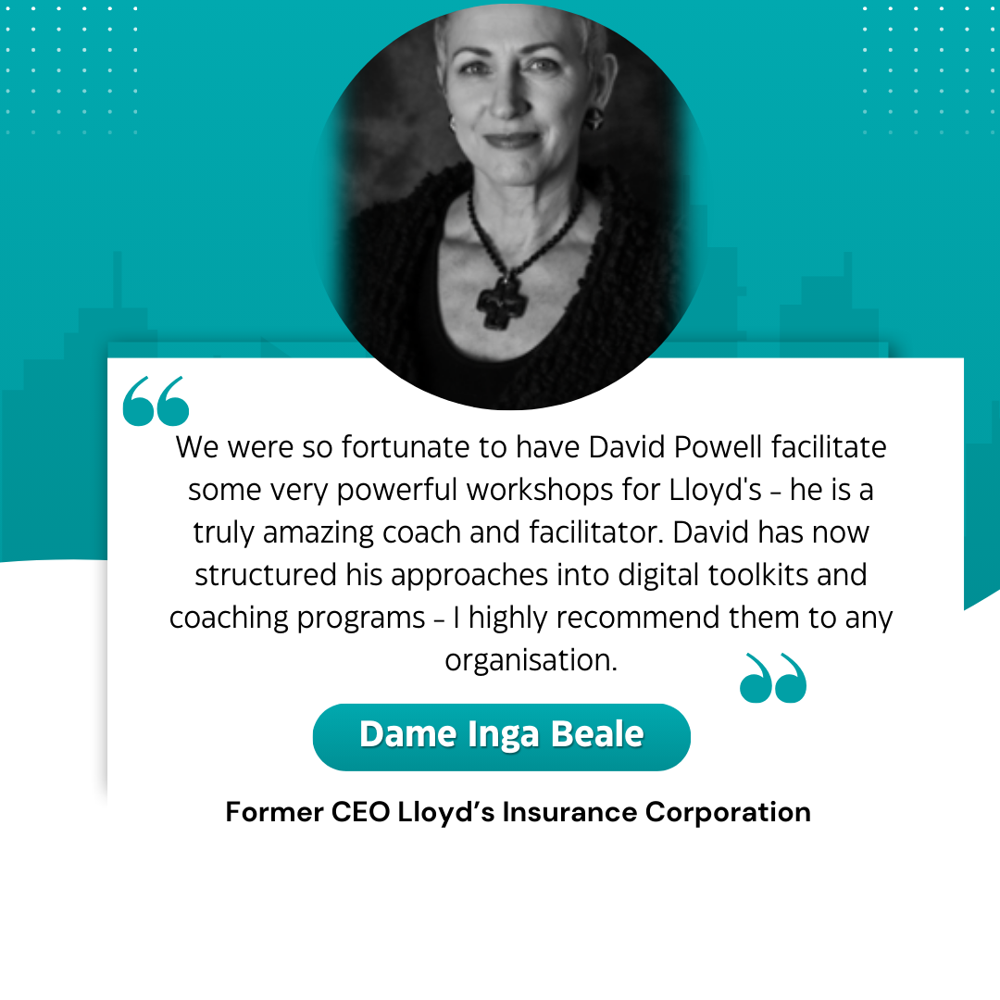 We were so fortunate to have David Powell facilitate
some very powerful workshops for Lloyd's – he is a
truly amazing coach and facilitator. David has now
structured his approaches into digital toolkits and
coaching programs – I highly recommend them to any
organisation.
Dame Inga Beale
Former CEO Lloyd’s Insurance Corporation